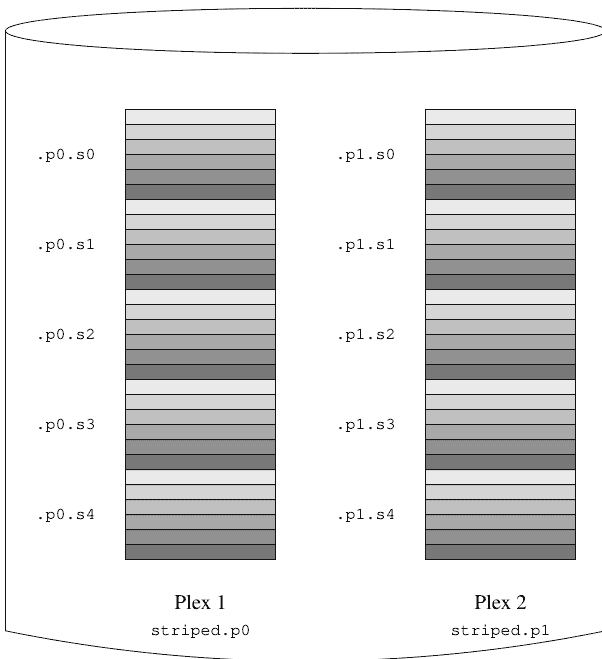 .p0.s0 .p1.s0
.p0.s1 .p1.s1
.p0.s2 .p1.s2
.p0.s3 .p1.s3
.p0.s4 .p1.s4
Plex 1 Plex 2
striped.p0 striped.p1